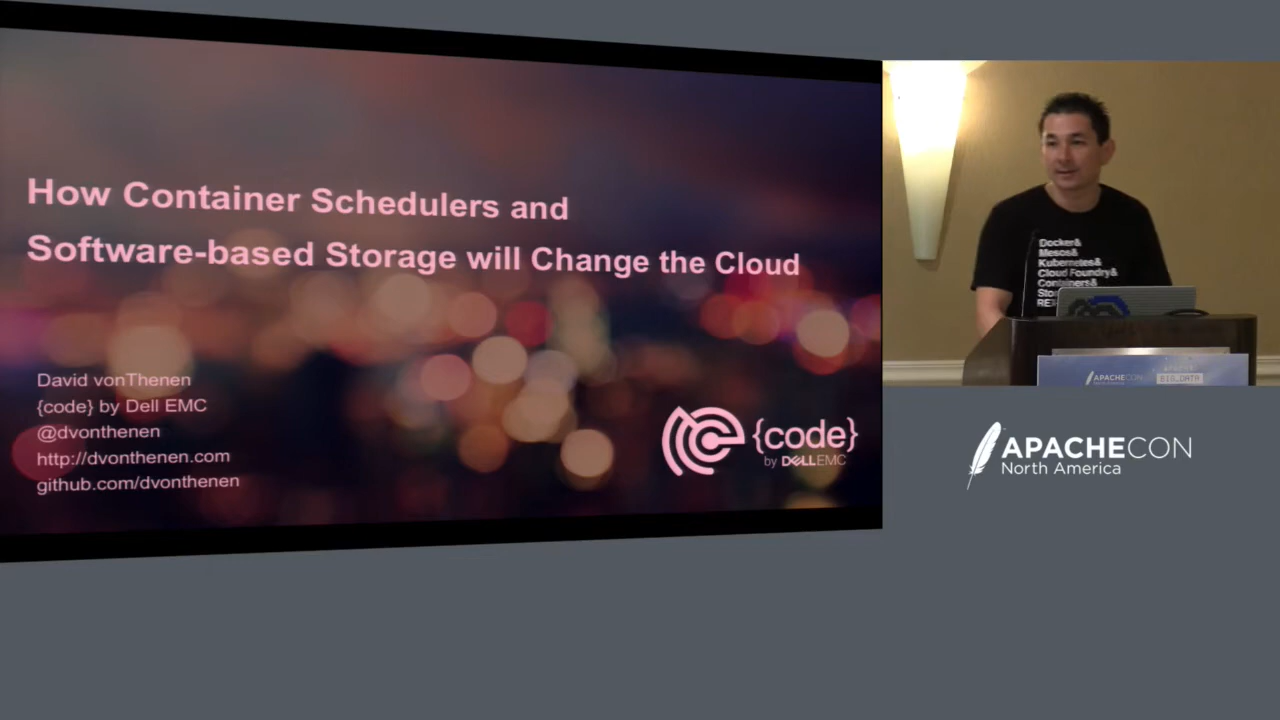 How Container Schedulers and
Software-based Storage will Change the Cloud
David vonThenen
{code} by Dell EMC
@dvonthenen
http://dvonthenen.com
github.com/dvonthenen
{code}
by DELLEMC
Docker&
Mesos&
Kubernetes&
Cloud Foundry&
Containers&
APACHECON
BIG_DATA
APACHECON
North America